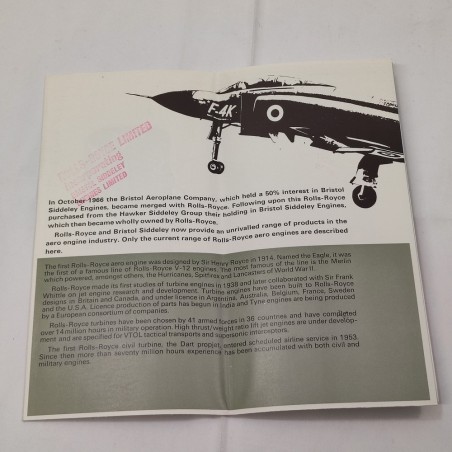 F-4K
LIMITED
LIMITED
In October 1966 the Bristol Aeroplane Company, which held a 50% interest in Bristol
Siddeley Engines, became merged with Rolls-Royce. Following upon this Rolls-Royce
purchased from the Hawker Siddeley Group their holding in Bristol Siddeley Engines,
which then became wholly owned by Rolls-Royce.
Rolls-Royce and Bristol Siddeley now provide an unrivalled range of products in the
aero engine industry. Only the current range of Rolls-Royce aero engines are described
here.
The first Rolls-Royce aero engine was designed by Sir Henry Royce in 1914. Named the Eagle, it was
the first of a famous line of Rolls-Royce V-12 engines. The most famous of the line is the Merlin
which powered, amongst others, the Hurricanes, Spitfires and Lancasters of World War II.
Rolls-Royce made its first studies of turbine engines in 1938 and later collaborated with Sir Frank
Whittle on jet engine research and development. Turbine engines have been built to Rolls-Royce
designs in Britain and Canada, and under licence in Argentina, Australia, Belgium, France, Sweden
and the U.S.A. Licence production of parts has begun in India and Tyne engines are being produced
by a European consortium of companies.
Rolls-Royce turbines have been chosen by 41 armed forces in 36 countries and have completed
over 14 million hours in military operation. High thrust/weight ratio lift jet engines are under develop-
ment and are specified for VTOL tactical transports and supersonic interceptors.
The first Rolls-Royce civil turbine, the Dart propjet, entered scheduled airline service in 1953.
Since then more than seventy million hours experience has been accumulated with both civil and
military engines.